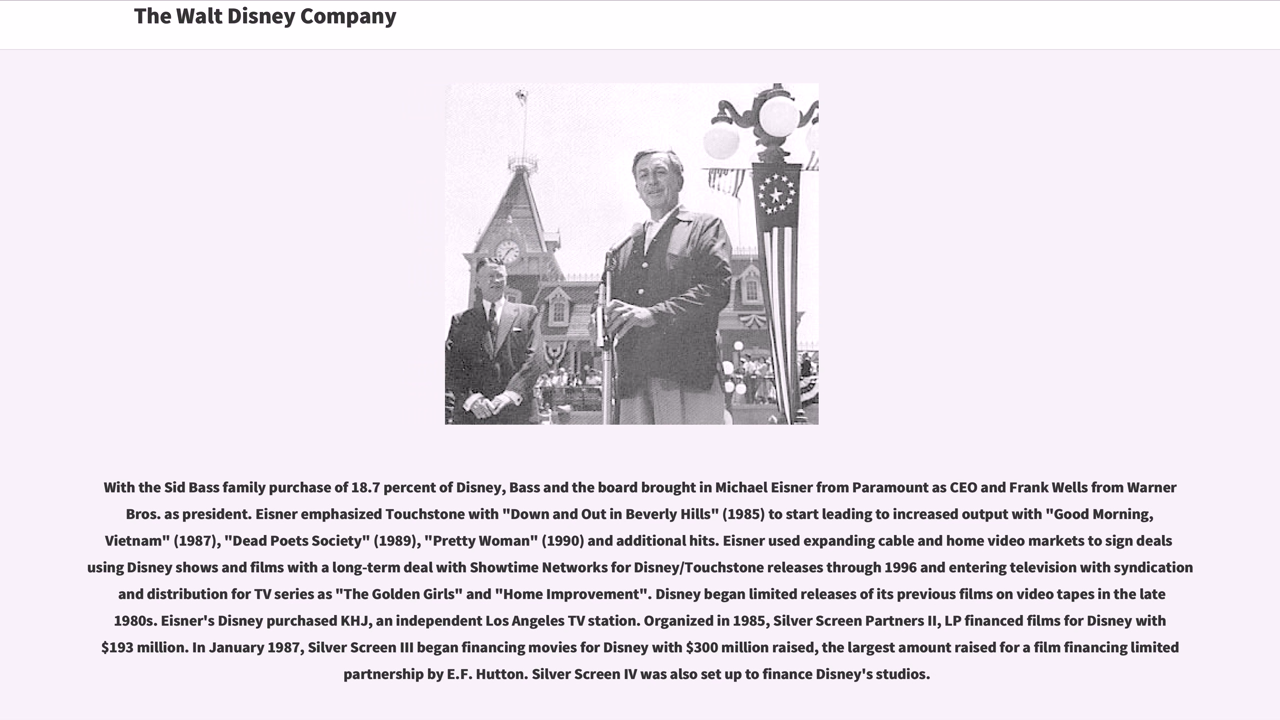 The Walt Disney Company
With the Sid Bass family purchase of 18.7 percent of Disney, Bass and the board brought in Michael Eisner from Paramount as CEO and Frank Wells from Warner
Bros. as president. Eisner emphasized Touchstone with "Down and Out in Beverly Hills" (1985) to start leading to increased output with "Good Morning,
Vietnam" (1987), "Dead Poets Society" (1989), "Pretty Woman" (1990) and additional hits. Eisner used expanding cable and home video markets to sign deals
using Disney shows and films with a long-term deal with Showtime Networks for Disney/Touchstone releases through 1996 and entering television with syndication
and distribution for TV series as "The Golden Girls" and "Home Improvement". Disney began limited releases of its previous films on video tapes in the late
1980s. Eisner's Disney purchased KHJ, an independent Los Angeles TV station. Organized in 1985, Silver Screen Partners II, LP financed films for Disney with
$193 million. In January 1987, Silver Screen III began financing movies for Disney with $300 million raised, the largest amount raised for a film financing limited
partnership by E.F. Hutton. Silver Screen IV was also set up to finance Disney's studios.